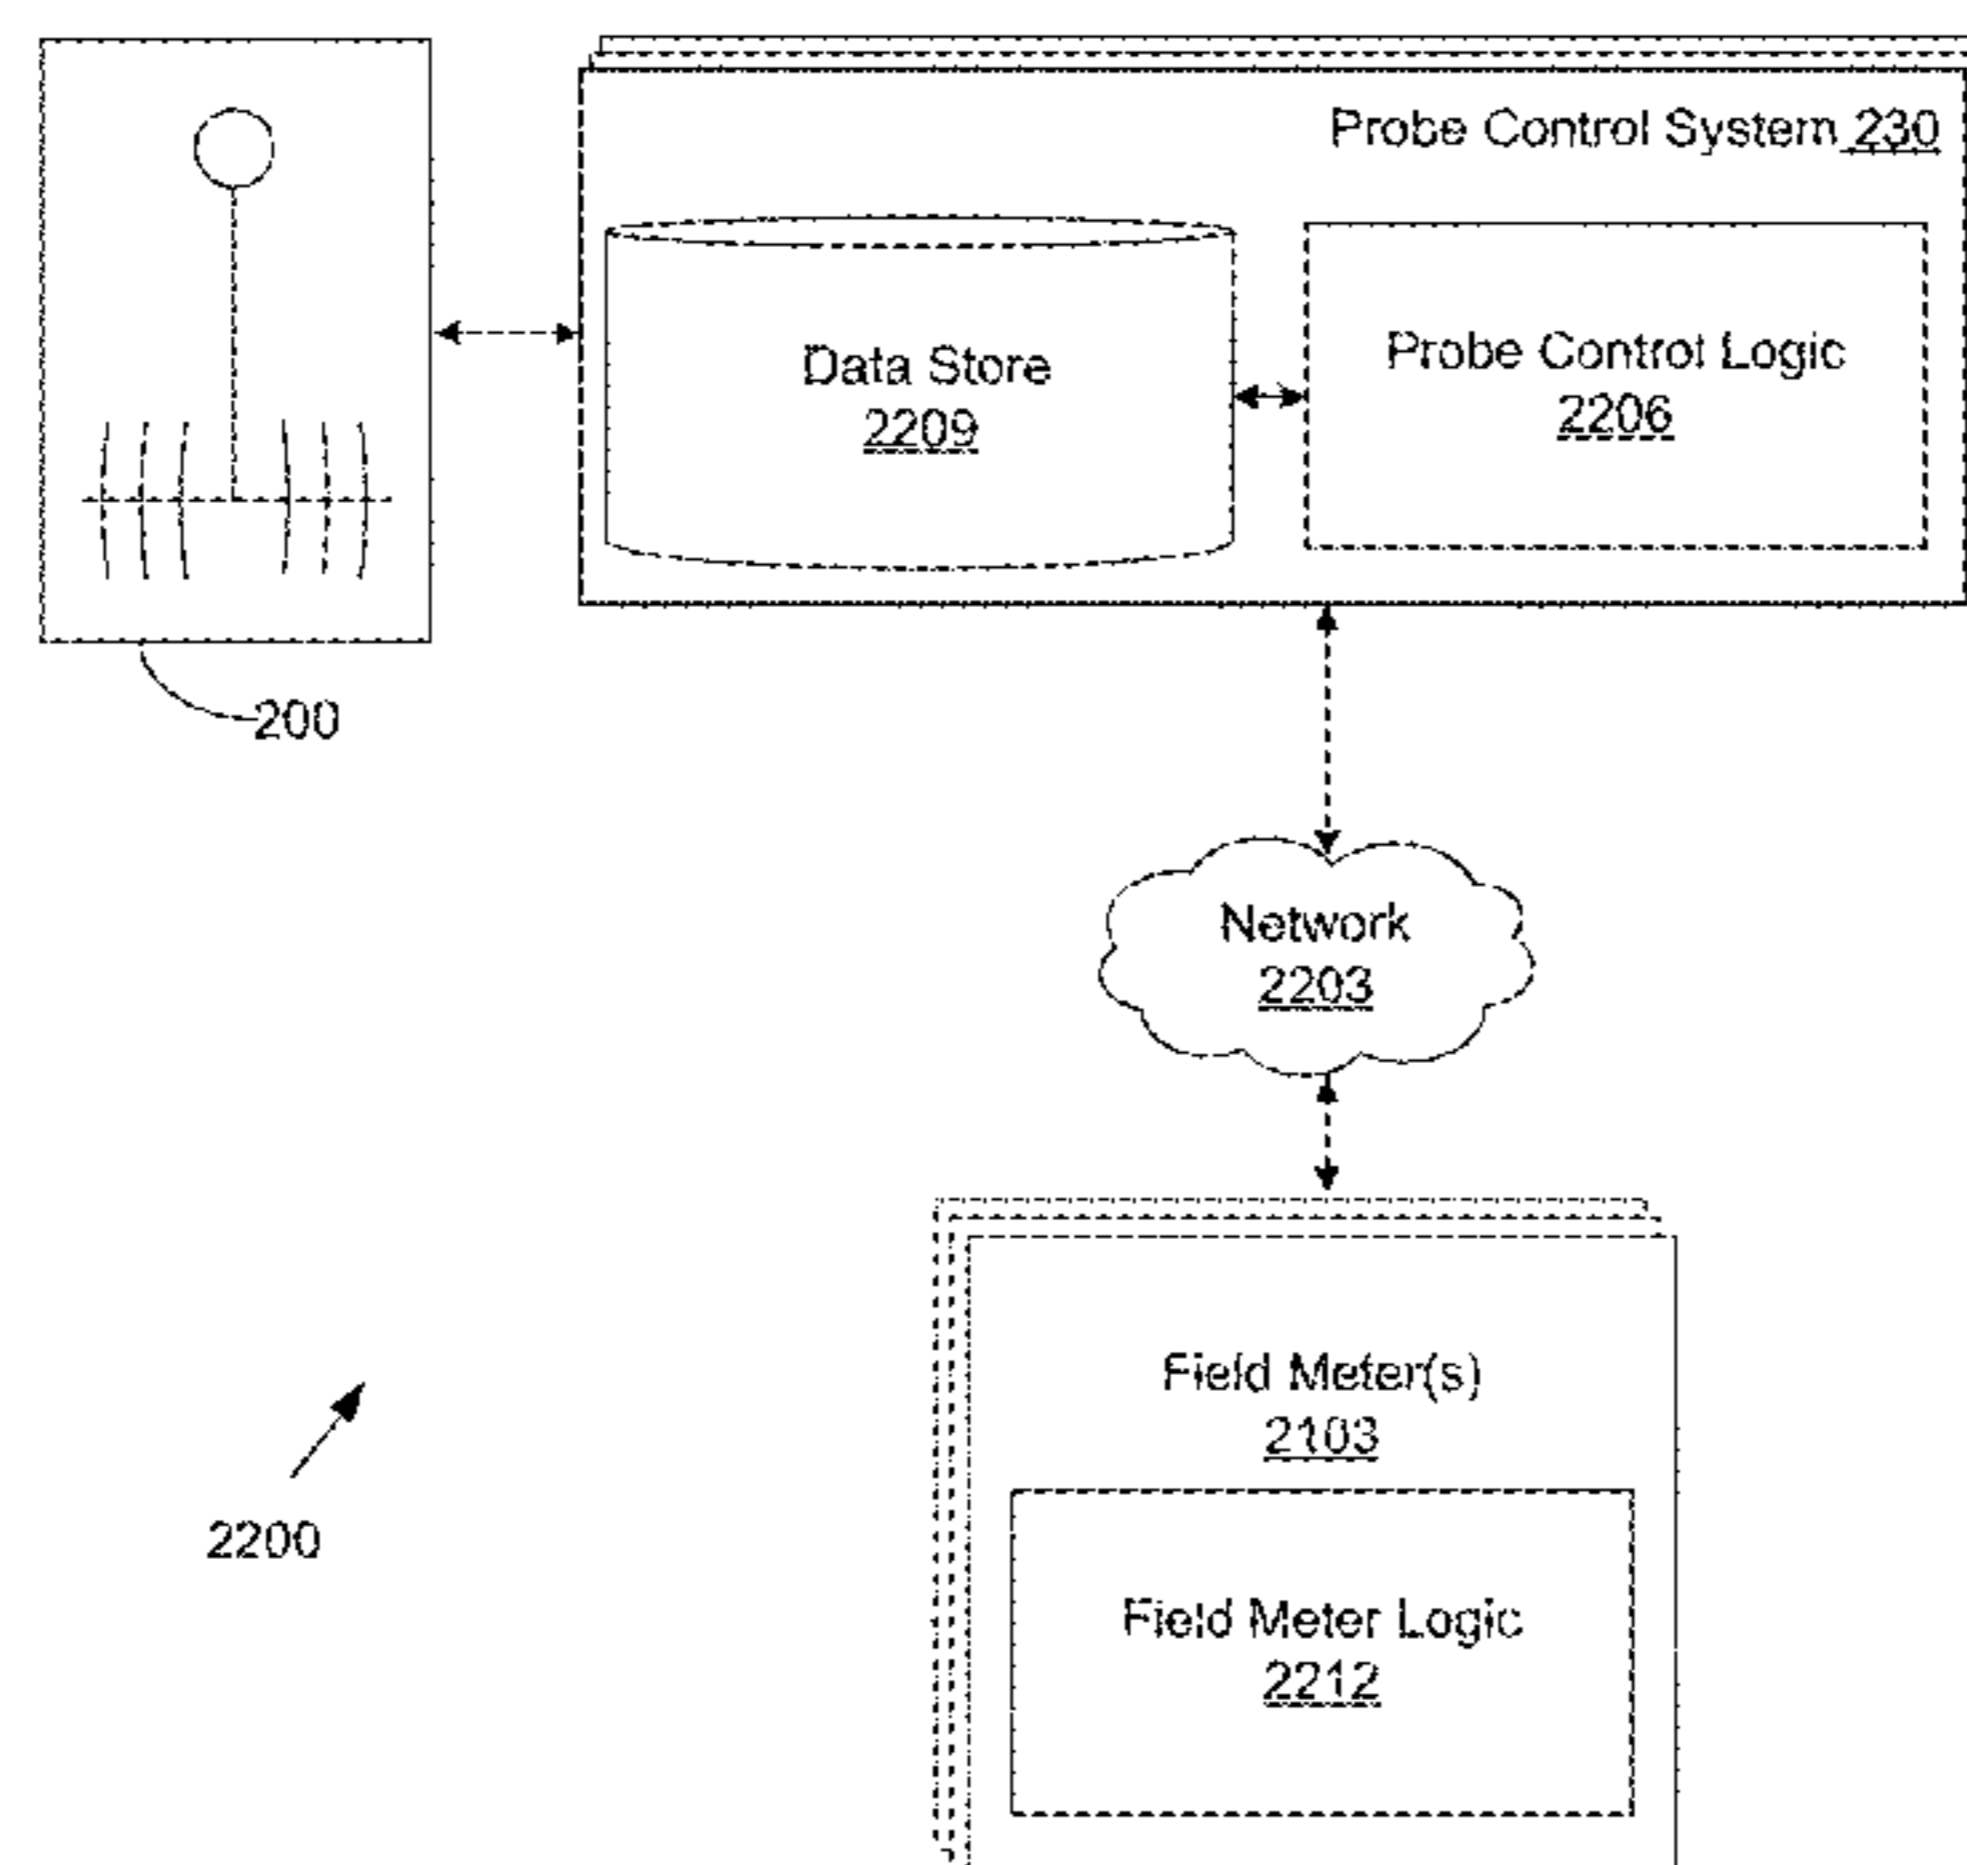 Probe Control System 230
Data Store
2209
Probe Control Logic
2206
200
Network
2203
Field Meter(s)
2103
2200
Field Meter Logic
2212